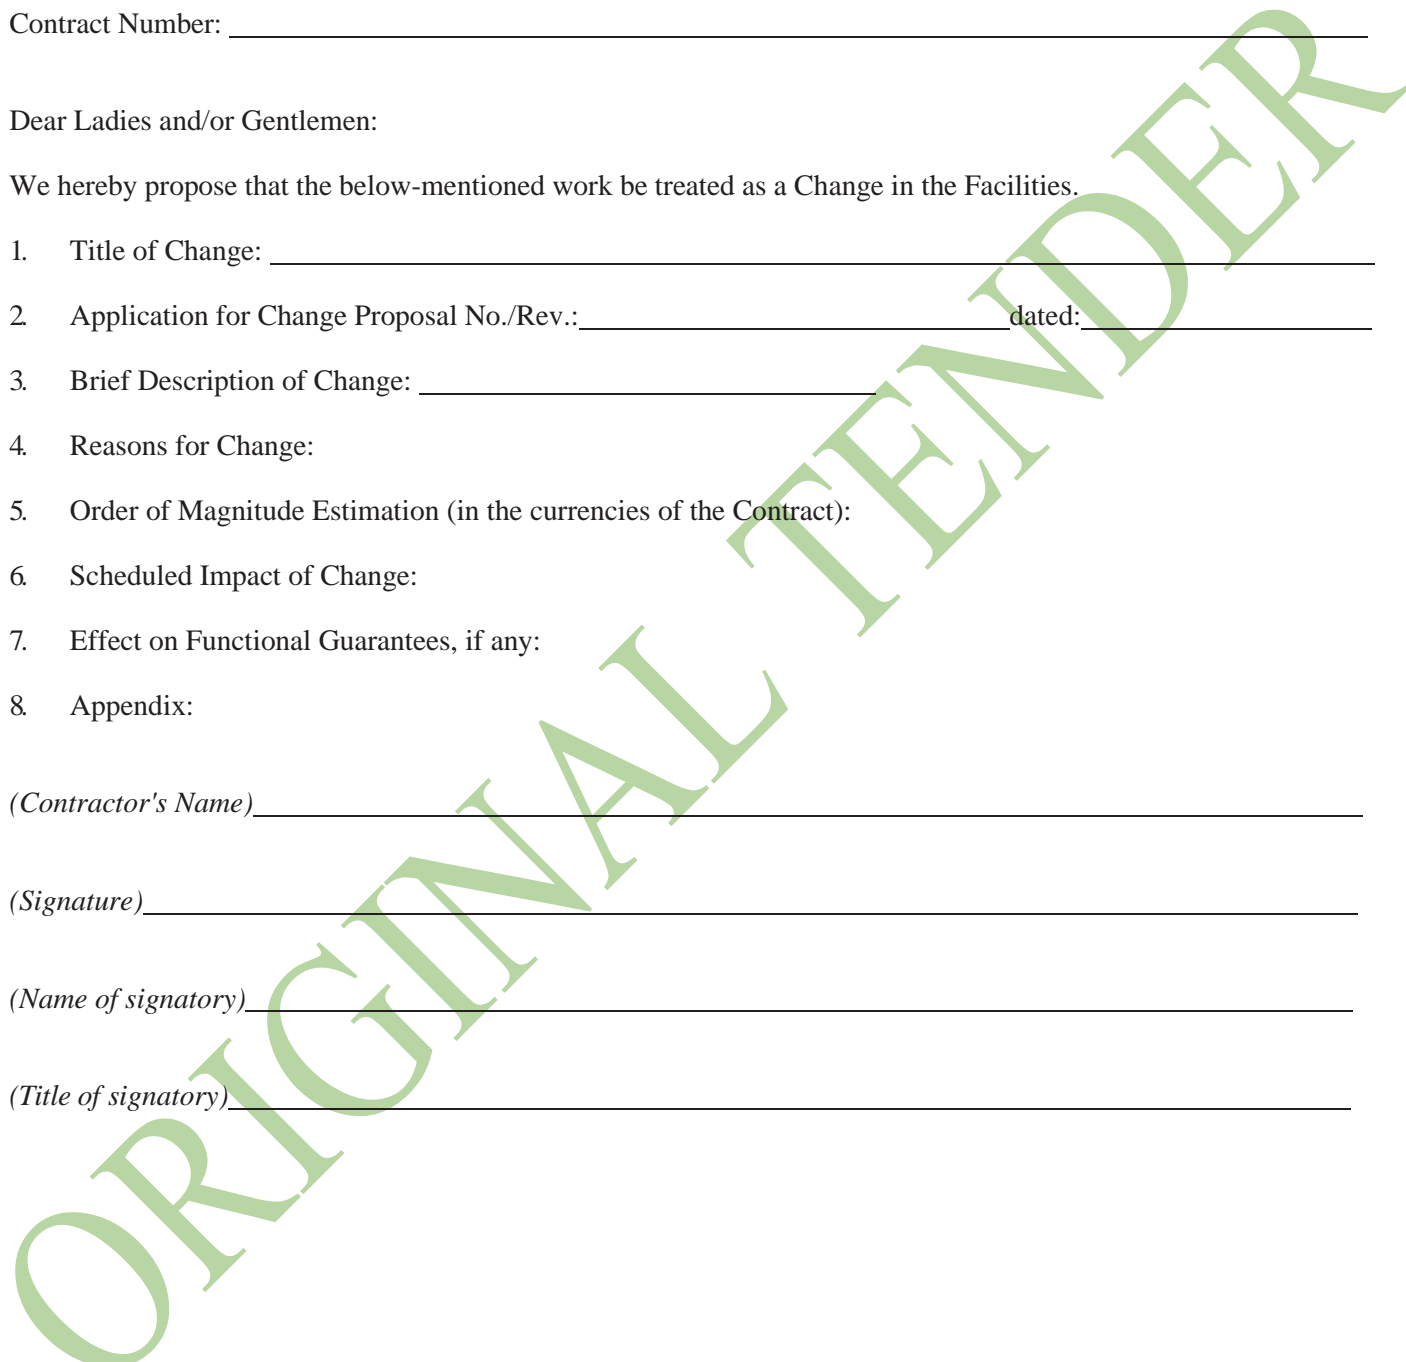 Contract Number:
Dear Ladies and/or Gentlemen:
We hereby propose that the below-mentioned work be treated as a Change in the Facilities.
1. Title of Change:
2. Application for Change Proposal No./Rev.: dated:
3. Brief Description of Change:
4. Reasons for Change:
5. Order of Magnitude Estimation (in the currencies of the Contract):
6. Scheduled Impact of Change:
7. Effect on Functional Guarantees, if any:
8. Appendix:
(Contractor's Name)
(Signature)
(Name of signatory)
(Title of signatory)
ORIGINAL TENDER